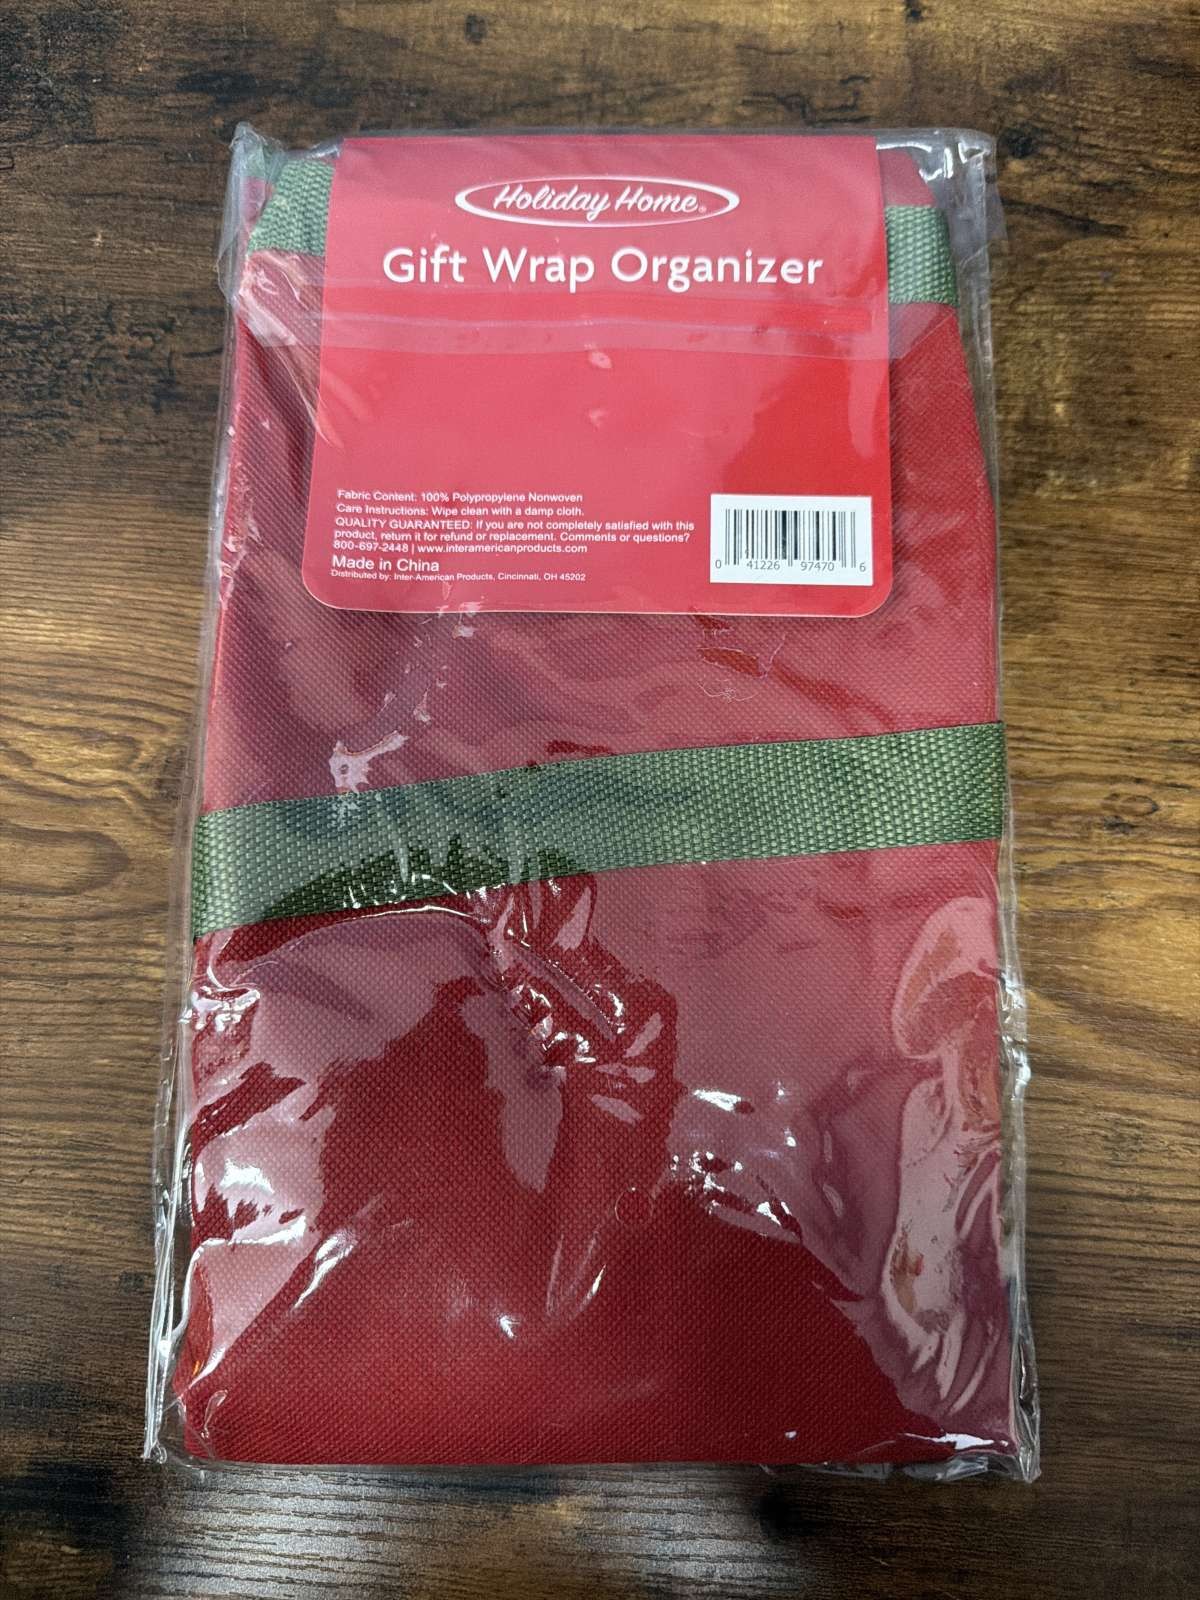 Holiday Home®
Gift Wrap Organizer
Fabric Content: 100% Polypropylene Nonwoven
Care Instructions: Wipe clean with a damp cloth.
QUALITY GUARANTEED: If you are not completely satisfied with this
product, return it for refund or replacement. Comments or questions?
800-697-2448 | www.interamericanproducts.com
Made in China
Distributed by: Inter-American Products, Cincinnati, OH 45202
0 41226 97470 6